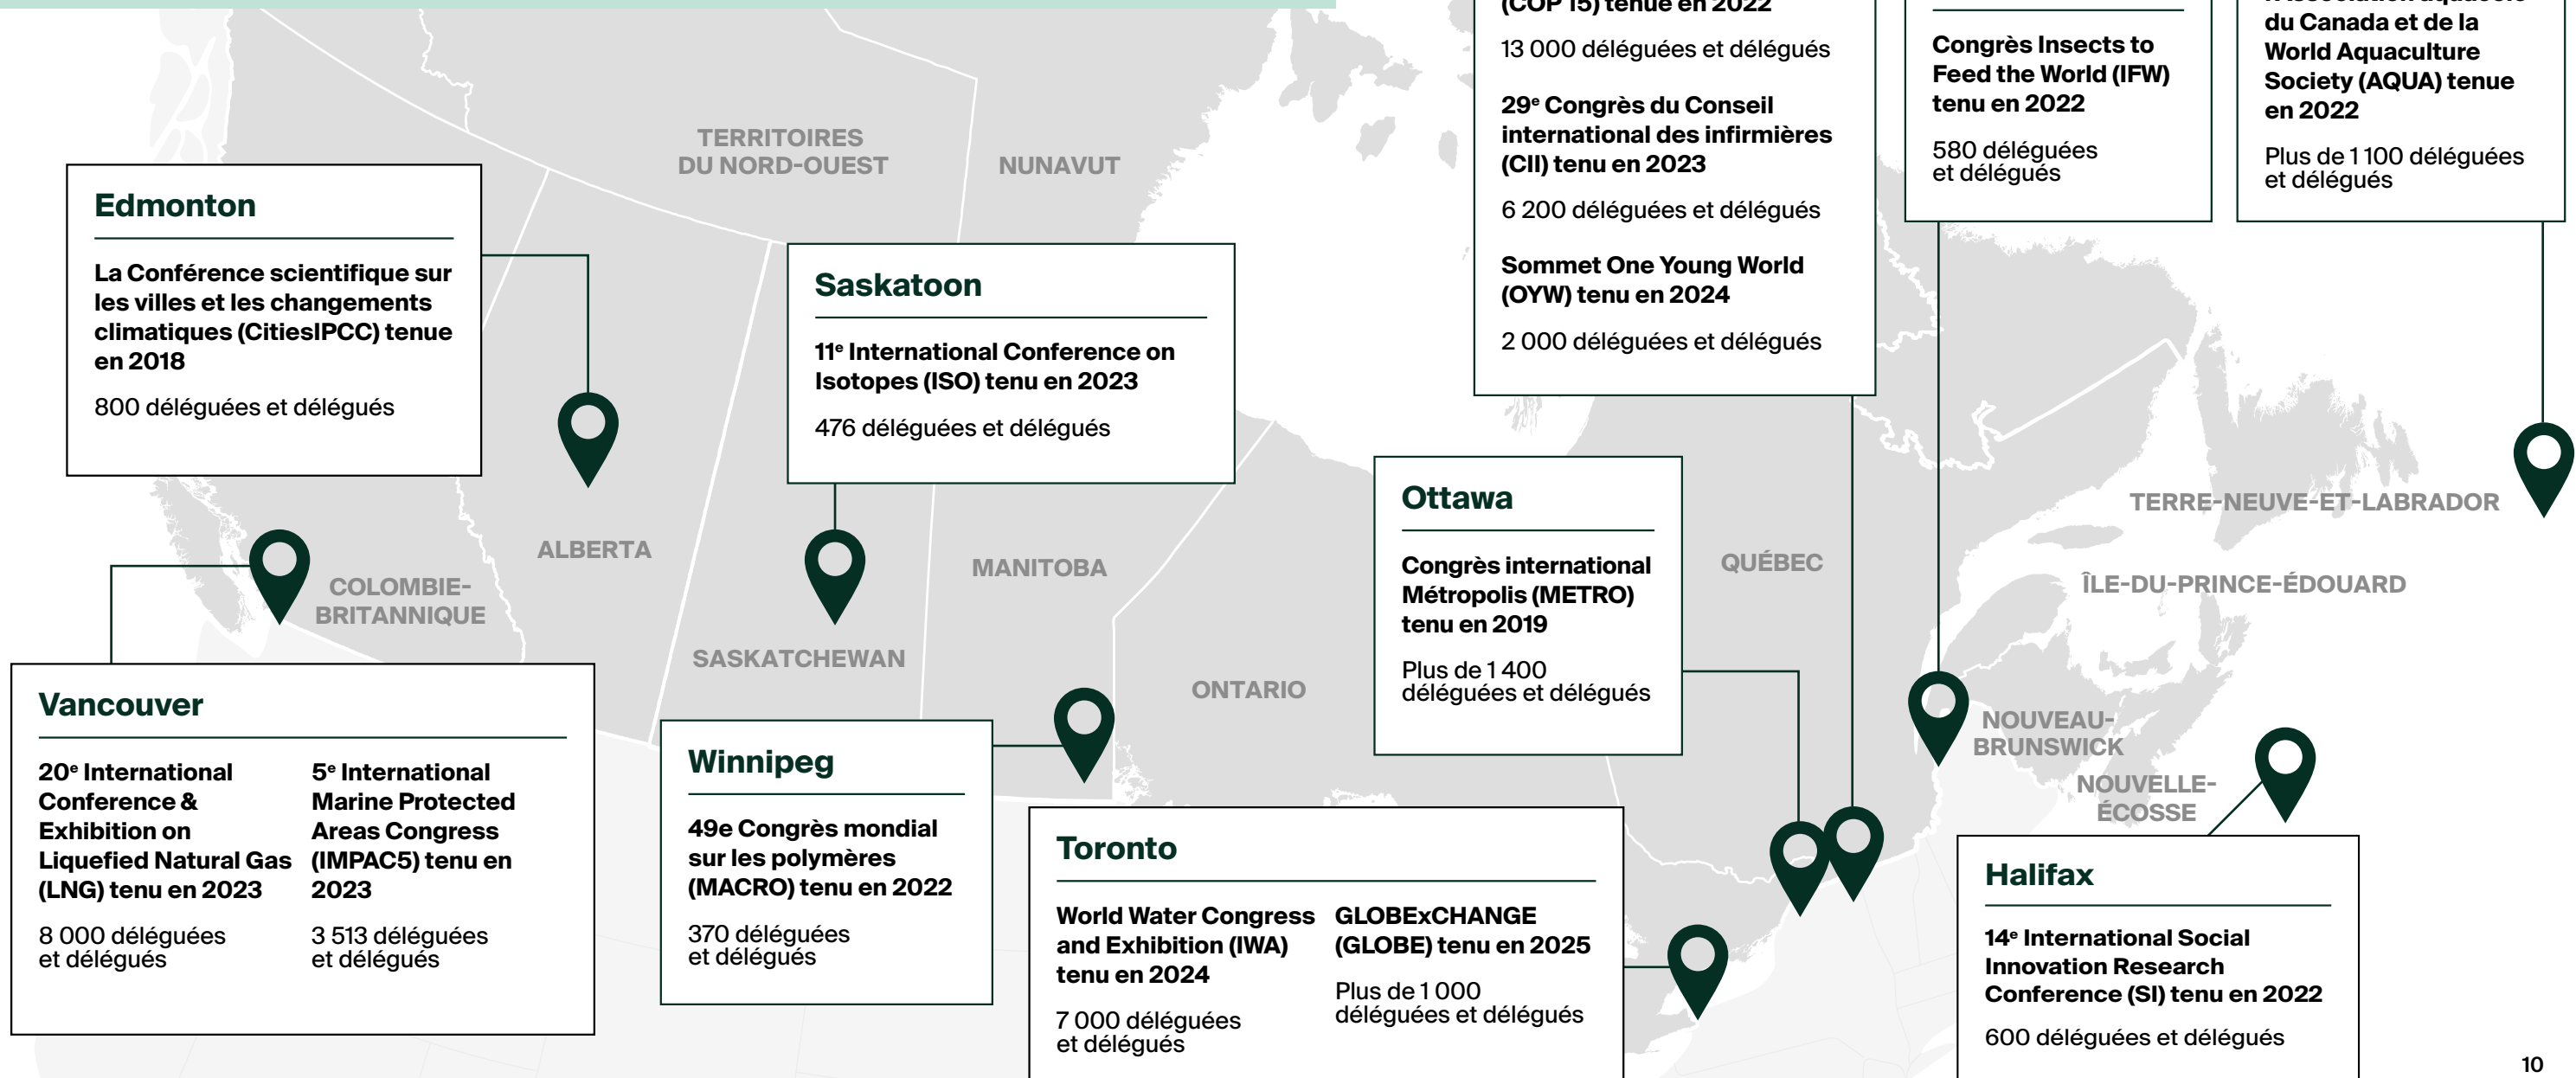 (COP 15) tenue en 2022
13 000 déléguées et délégués
29e Congrès du Conseil
international des infirmières
(CII) tenu en 2023
6 200 déléguées et délégués
Sommet One Young World
(OYW) tenu en 2024
2 000 déléguées et délégués
Congrès Insects to
Feed the World (IFW)
tenu en 2022
580 déléguées
et délégués
du Canada et de la
World Aquaculture
Society (AQUA) tenue
en 2022
Plus de 1 100 déléguées
et délégués
TERRITOIRES
DU NORD-OUEST
NUNAVUT
Edmonton
La Conférence scientifique sur
les villes et les changements
climatiques (CitiesIPCC) tenue
en 2018
800 déléguées et délégués
Saskatoon
11e International Conference on
Isotopes (ISO) tenu en 2023
476 déléguées et délégués
Ottawa
Congrès international
Métropolis (METRO)
tenu en 2019
Plus de 1 400
déléguées et délégués
TERRE-NEUVE-ET-LABRADOR
ÎLE-DU-PRINCE-ÉDOUARD
QUÉBEC
ALBERTA
COLOMBIE-
BRITANNIQUE
MANITOBA
SASKATCHEWAN
ONTARIO
NOUVEAU-
BRUNSWICK
NOUVELLE-
ÉCOSSE
Vancouver
20e International
Conference &
Exhibition on
Liquefied Natural Gas
(LNG) tenu en 2023
8 000 déléguées
et délégués
5e International
Marine Protected
Areas Congress
(IMPAC5) tenu en
2023
3 513 déléguées
et délégués
Winnipeg
49e Congrès mondial
sur les polymères
(MACRO) tenu en 2022
370 déléguées
et délégués
Toronto
World Water Congress
and Exhibition (IWA)
tenu en 2024
7 000 déléguées
et délégués
GLOBExCHANGE
(GLOBE) tenu en 2025
Plus de 1 000
déléguées et délégués
Halifax
14e International Social
Innovation Research
Conference (SI) tenu en 2022
600 déléguées et délégués
10